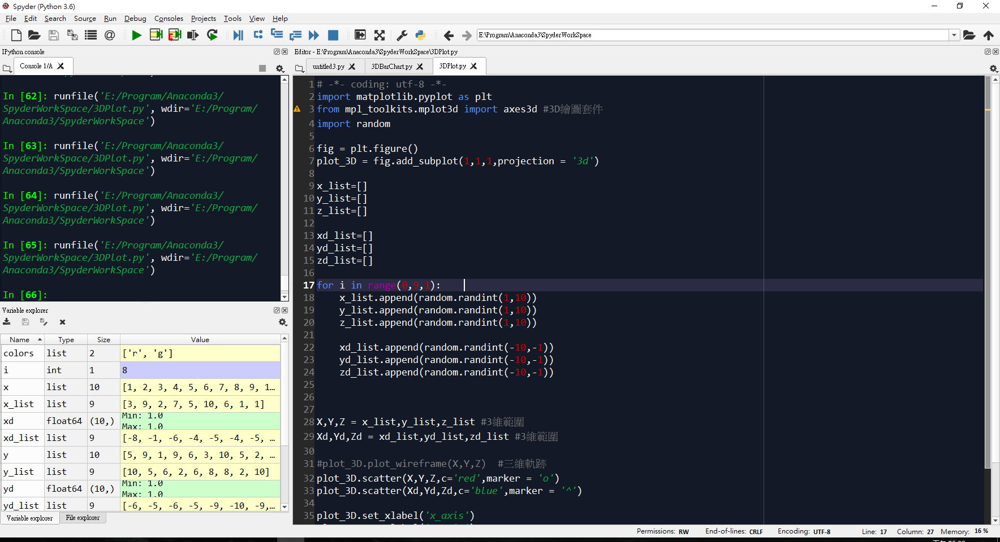 Spyder (Python 3.6)
File Edit Search Source Run Debug Consoles Projects Tools View Help
E:\Program\Anaconda3\SpyderWorkSpace
IPython console
Console 1/A
In [62]: runfile('E:/Program/Anaconda3/
SpyderWorkSpace/3DPlot.py', wdir='E:/Program/
Anaconda3/SpyderWorkSpace')
In [63]: runfile('E:/Program/Anaconda3/
SpyderWorkSpace/3DPlot.py', wdir='E:/Program/
Anaconda3/SpyderWorkSpace')
In [64]: runfile('E:/Program/Anaconda3/
SpyderWorkSpace/3DPlot.py', wdir='E:/Program/
Anaconda3/SpyderWorkSpace')
In [65]: runfile('E:/Program/Anaconda3/
SpyderWorkSpace/3DPlot.py', wdir='E:/Program/
Anaconda3/SpyderWorkSpace')
In [66]:
Variable explorer
Name Type Size Value
colors list 2 ['r', 'g']
i int 1 8
x list 10 [1, 2, 3, 4, 5, 6, 7, 8, 9, 1…
x_list list 9 [3, 9, 2, 7, 5, 10, 6, 1, 1]
xd float64 (10,) Min: 1.0
Max: 1.0
xd_list list 9 [-8, -1, -6, -4, -5, -4, -5, …
y list 10 [5, 9, 1, 9, 6, 3, 10, 5, 2, …
y_list list 9 [10, 5, 6, 2, 6, 8, 8, 2, 10]
yd float64 (10,) Min: 1.0
Max: 1.0
yd_list list 9 [-6, -5, -6, -5, -9, -10, -9,…
Variable explorer File explorer
Editor - E:\Program\Anaconda3\SpyderWorkSpace\3DPlot.py
untitled3.py 3DBarChart.py 3DPlot.py
1 # -*- coding: utf-8 -*-
2 import matplotlib.pyplot as plt
3 from mpl_toolkits.mplot3d import axes3d #3D繪圖套件
4 import random
5
6 fig = plt.figure()
7 plot_3D = fig.add_subplot(1,1,1,projection = '3d')
8
9 x_list=[]
10 y_list=[]
11 z_list=[]
12
13 xd_list=[]
14 yd_list=[]
15 zd_list=[]
16
17 for i in range(0,9,1):
18 x_list.append(random.randint(1,10))
19 y_list.append(random.randint(1,10))
20 z_list.append(random.randint(1,10))
21
22 xd_list.append(random.randint(-10,-1))
23 yd_list.append(random.randint(-10,-1))
24 zd_list.append(random.randint(-10,-1))
25
26
27
28 X,Y,Z = x_list,y_list,z_list #3維範圍
29 Xd,Yd,Zd = xd_list,yd_list,zd_list #3維範圍
30
31 #plot_3D.plot_wireframe(X,Y,Z) #三維軌跡
32 plot_3D.scatter(X,Y,Z,c='red',marker = 'o')
33 plot_3D.scatter(Xd,Yd,Zd,c='blue',marker = '^')
34
35 plot_3D.set_xlabel('x_axis')
Permissions: RW End-of-lines: CRLF Encoding: UTF-8 Line: 17 Column: 27 Memory: 16 %